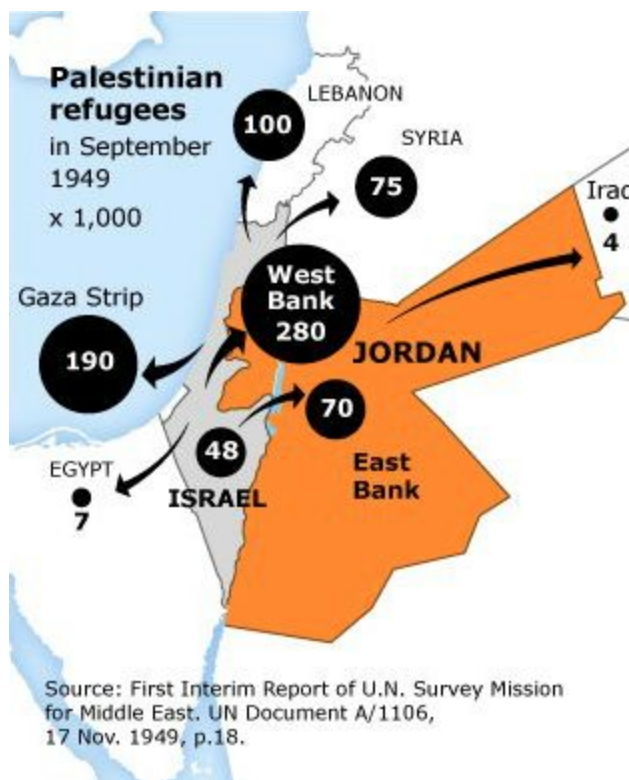 Palestinian
refugees
in September
1949
x 1,000
LEBANON
100
SYRIA
75
Iraq
4
West
Bank
280
Gaza Strip
190
JORDAN
70
48
EGYPT
7
ISRAEL
East
Bank
Source: First Interim Report of U.N. Survey Mission
for Middle East. UN Document A/1106,
17 Nov. 1949, p.18.